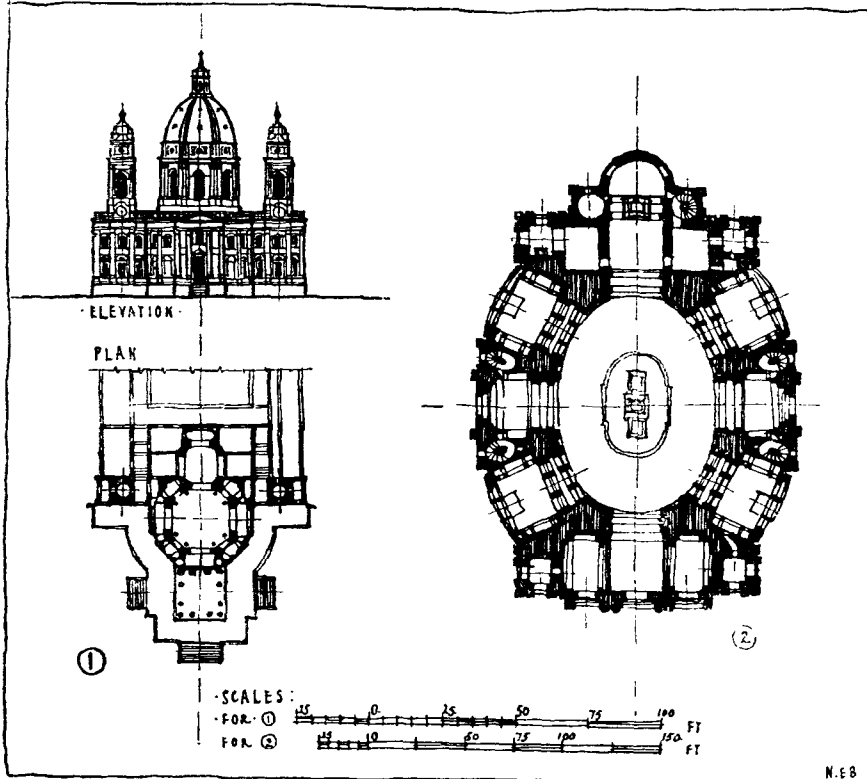 ·ELEVATION·
PLAN
①
②
·SCALES:
·FOR·① 25 0 25 50 75 100 FT
FOR ② 25 0 50 75 100 150 FT
N.E.B